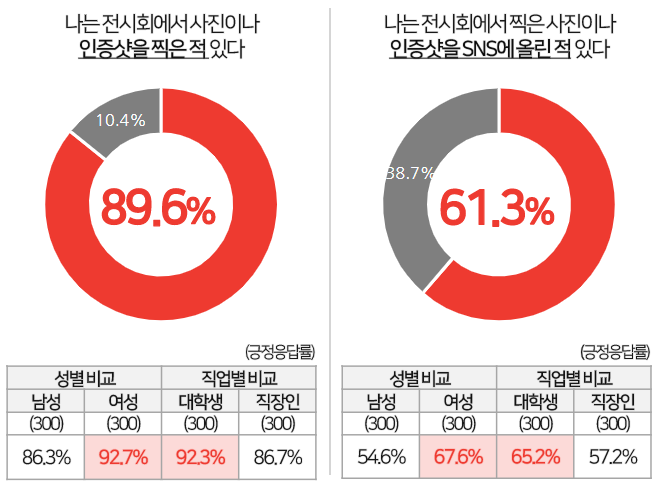 나는 전시회에서 사진이나
인증샷을 찍은 적 있다
10.4%
89.6%
(긍정응답률)
성별 비교 직업별 비교
남성 여성 대학생 직장인
(300) (300) (300) (300)
86.3% 92.7% 92.3% 86.7%
나는 전시회에서 찍은 사진이나
인증샷을 SNS에 올린 적 있다
38.7%
61.3%
(긍정응답률)
성별 비교 직업별 비교
남성 여성 대학생 직장인
(300) (300) (300) (300)
54.6% 67.6% 65.2% 57.2%